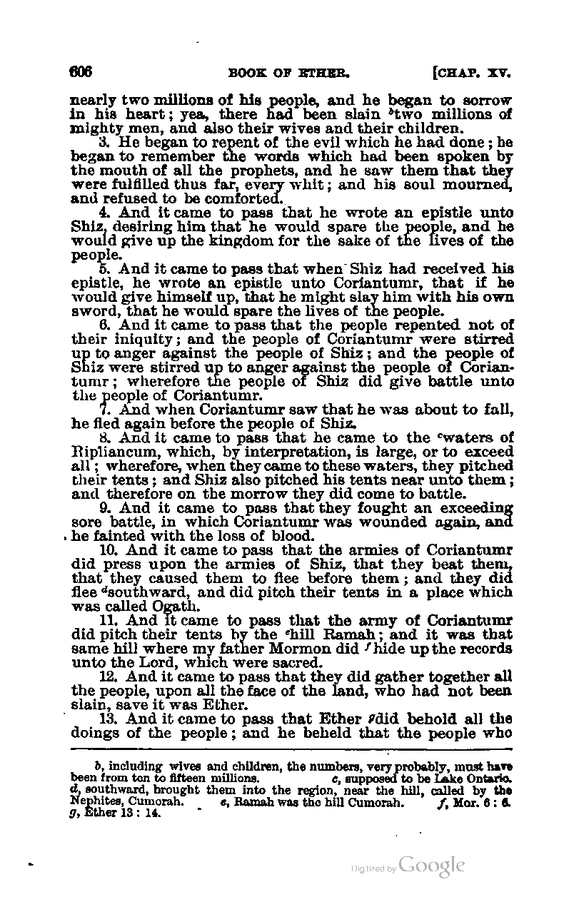 606 BOOK OF ETHER. [CHAP. XV.
nearly two millions of his people, and he began to sorrow
in his heart; yea, there had been slain btwo millions of
mighty men, and also their wives and their children.
3. He began to repent of the evil which he had done; he
began to remember the words which had been spoken by
the mouth of all the prophets, and he saw them that they
were fulfilled thus far, every whit; and his soul mourned,
and refused to be comforted.
4. And it came to pass that he wrote an epistle unto
Shiz, desiring him that he would spare the people, and he
would give up the kingdom for the sake of the lives of the
people.
5. And it came to pass that when Shiz had received his
epistle, he wrote an epistle unto Coriantumr, that if he
would give himself up, that he might slay him with his own
sword, that he would spare the lives of the people.
6. And it came to pass that the people repented not of
their iniquity; and the people of Coriantumr were stirred
up to anger against the people of Shiz; and the people of
Shiz were stirred up to anger against the people of Corian-
tumr; wherefore the people of Shiz did give battle unto
the people of Coriantumr.
7. And when Coriantumr saw that he was about to fall,
he fled again before the people of Shiz.
8. And it came to pass that he came to the cwaters of
Ripliancum, which, by interpretation, is large, or to exceed
all; wherefore, when they came to these waters, they pitched
their tents; and Shiz also pitched his tents near unto them;
and therefore on the morrow they did come to battle.
9. And it came to pass that they fought an exceeding
sore battle, in which Coriantumr was wounded again, and
he fainted with the loss of blood.
10. And it came to pass that the armies of Coriantumr
did press upon the armies of Shiz, that they beat them,
that they caused them to flee before them; and they did
flee dsouthward, and did pitch their tents in a place which
was called Ogath.
11. And it came to pass that the army of Coriantumr
did pitch their tents by the ehill Ramah; and it was that
same hill where my father Mormon did fhide up the records
unto the Lord, which were sacred.
12. And it came to pass that they did gather together all
the people, upon all the face of the land, who had not been
slain, save it was Ether.
13. And it came to pass that Ether gdid behold all the
doings of the people; and he beheld that the people who
b, including wives and children, the numbers, very probably, must have
been from ten to fifteen millions. c, supposed to be Lake Ontario.
d, southward, brought them into the region, near the hill, called by the
Nephites, Cumorah. e, Ramah was the hill Cumorah. f, Mor. 6: 6.
g, Ether 13: 14.
Digitized by Google